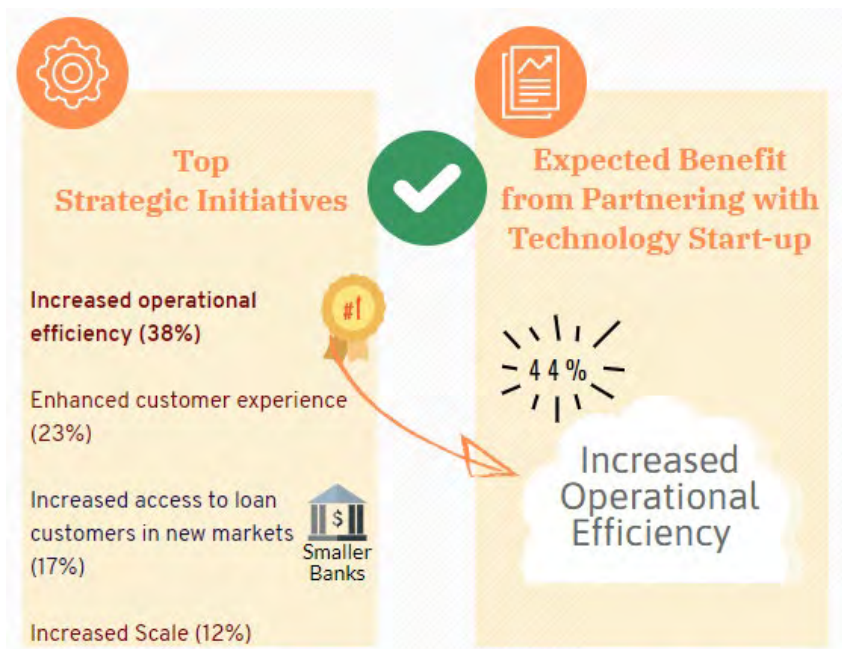 Top
Strategic Initiatives
Increased operational
efficiency (38%)
#1
Enhanced customer experience
(23%)
Increased access to loan
customers in new markets
(17%)
$
Smaller
Banks
Increased Scale (12%)
Expected Benefit
from Partnering with
Technology Start-up
44%
Increased
Operational
Efficiency